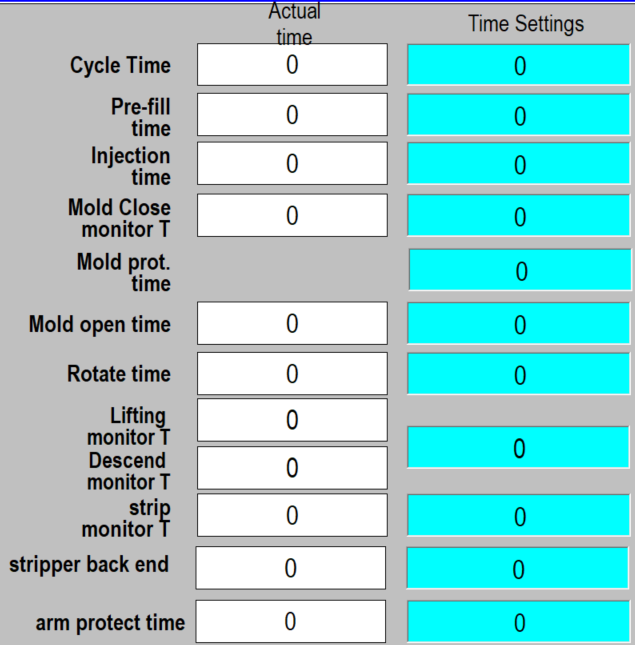 Actual
time
Time Settings
Cycle Time 0 0
Pre-fill
time 0 0
Injection
time 0 0
Mold Close
monitor T 0 0
Mold prot.
time 0
Mold open time 0 0
Rotate time 0 0
Lifting
monitor T 0
Descend
monitor T 0
0
strip
monitor T 0 0
stripper back end 0 0
arm protect time 0 0